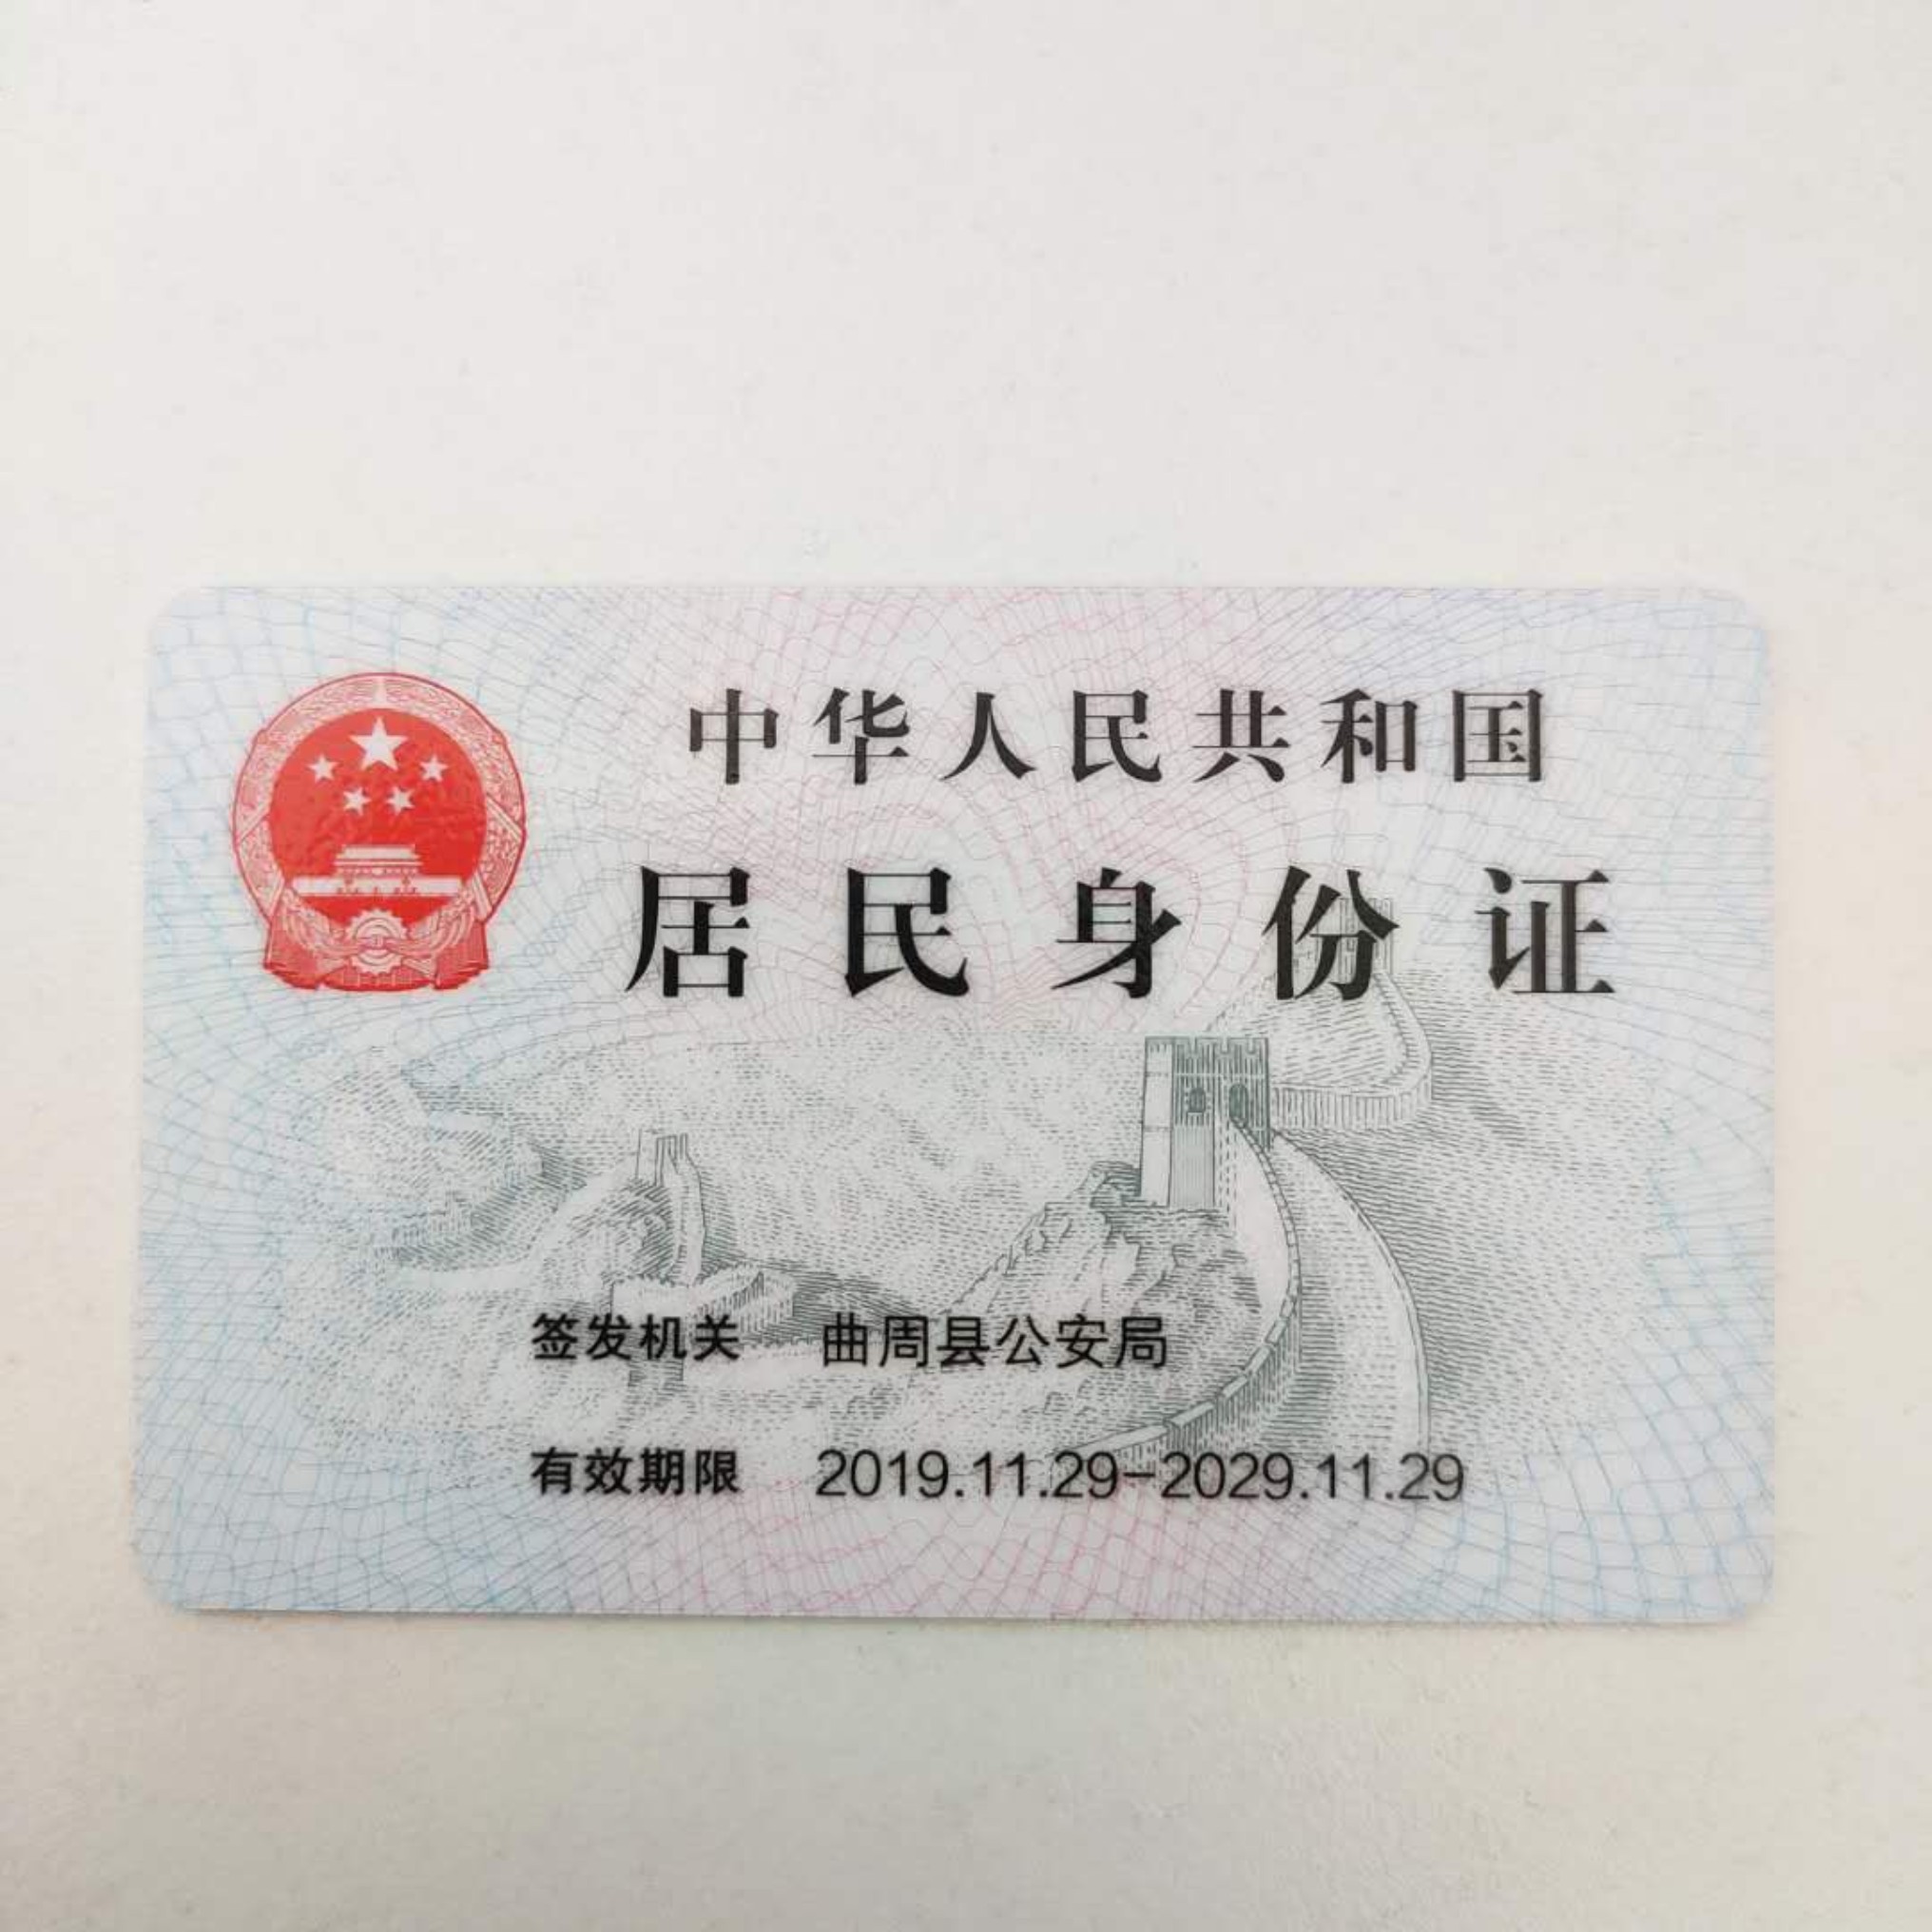 中华人民共和国
居民身份证
签发机关 曲周县公安局
有效期限 2019.11.29-2029.11.29